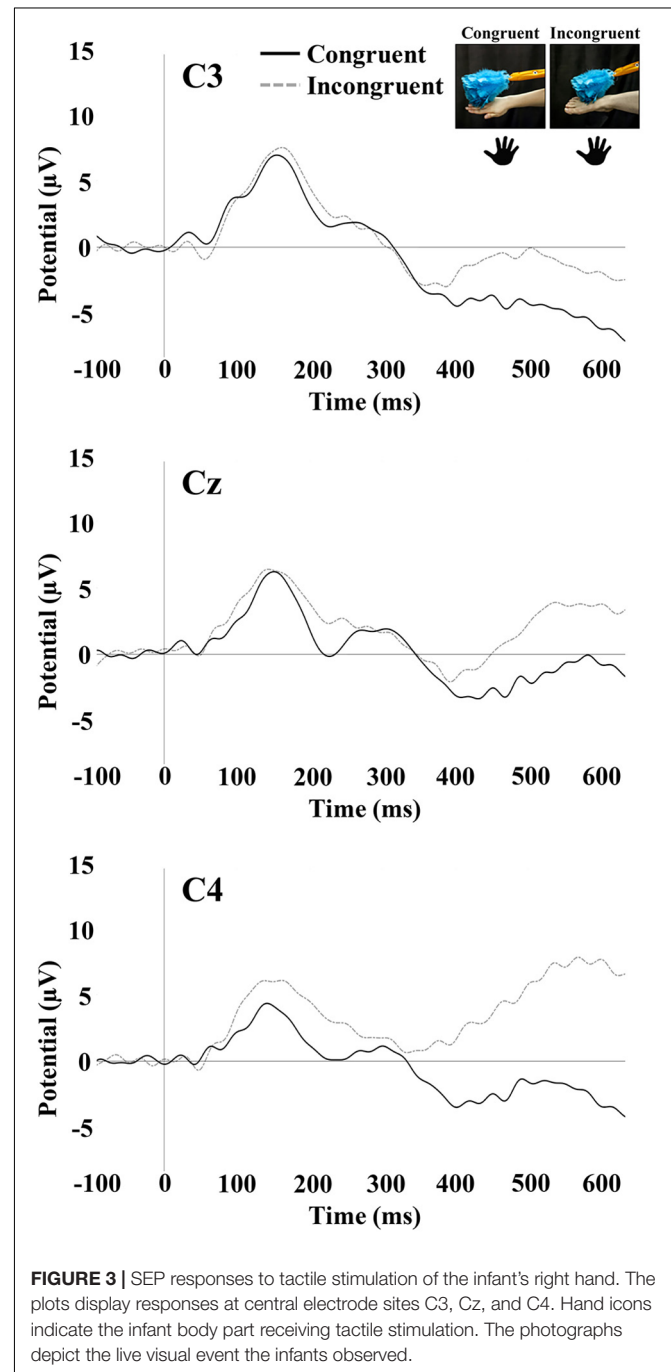 Congruent Incongruent
C3
Congruent
Incongruent
15
10
5
0
-5
Potential (µV)
-100 0 100 200 300 400 500 600
Time (ms)
Cz
15
10
5
0
-5
Potential (µV)
-100 0 100 200 300 400 500 600
Time (ms)
C4
15
10
5
0
-5
Potential (µV)
-100 0 100 200 300 400 500 600
Time (ms)
FIGURE 3 | SEP responses to tactile stimulation of the infant's right hand. The
plots display responses at central electrode sites C3, Cz, and C4. Hand icons
indicate the infant body part receiving tactile stimulation. The photographs
depict the live visual event the infants observed.